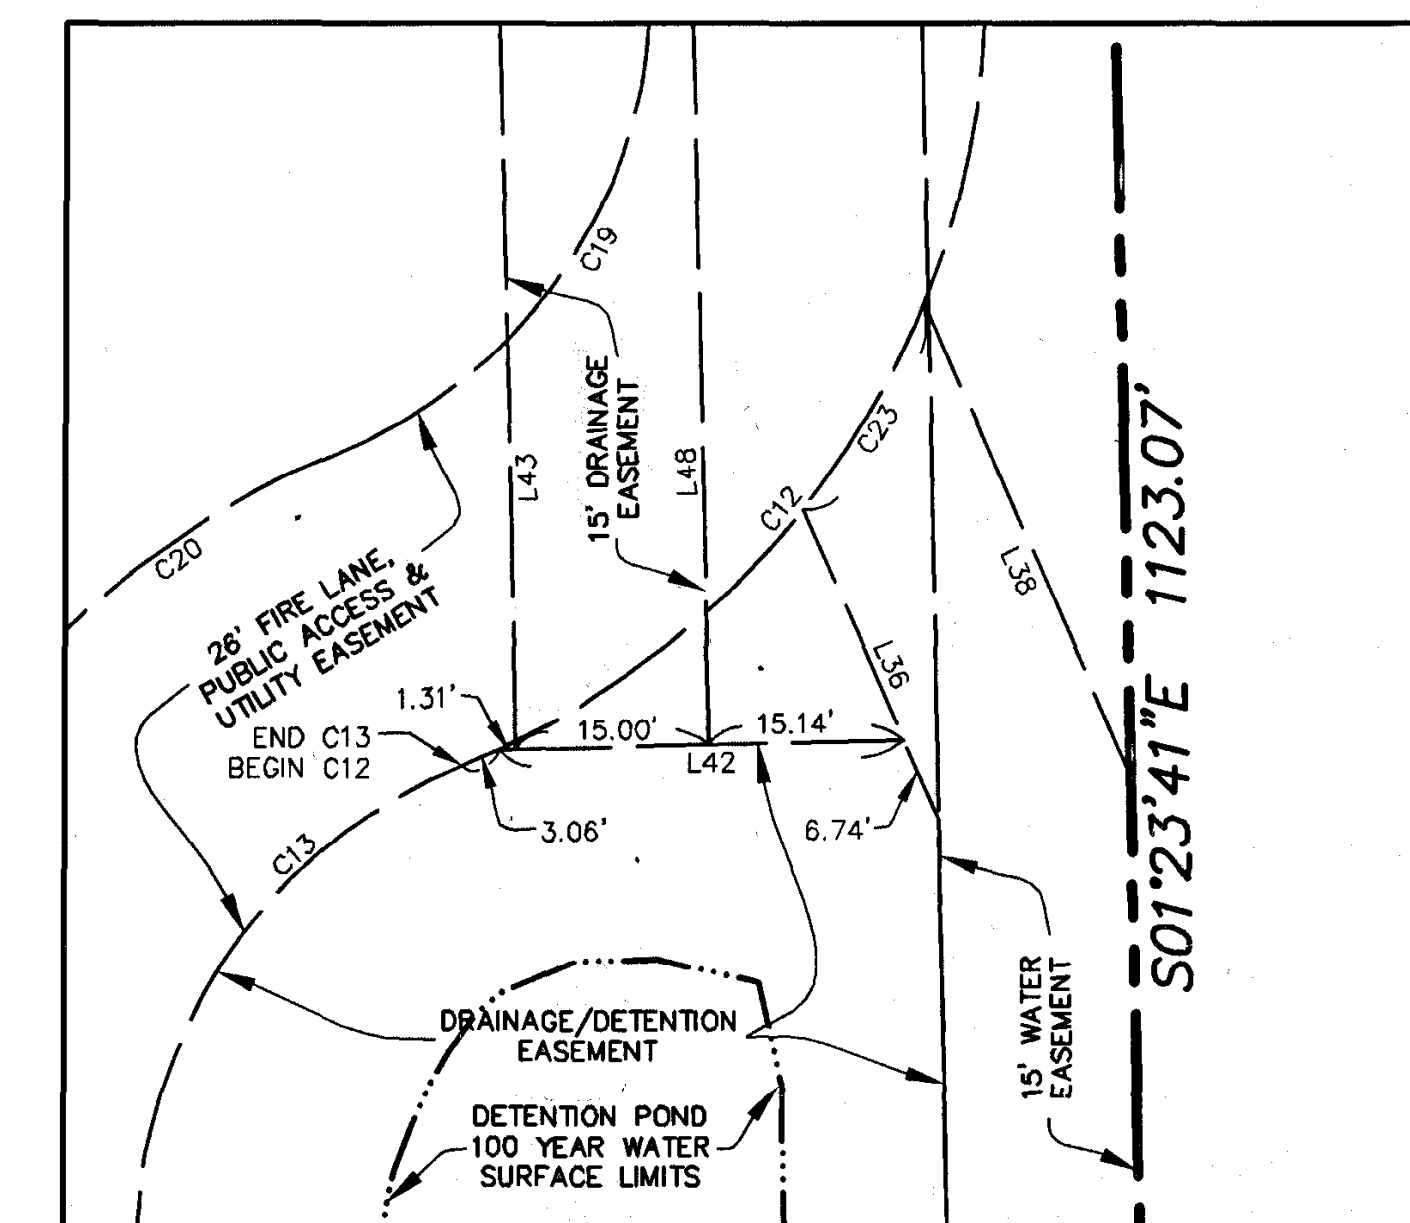 C19
15' DRAINAGE
EASEMENT
L43
L48
C23
C12
C20
26' FIRE LANE,
PUBLIC ACCESS &
UTILITY EASEMENT
L38
L36
S01°23'41"E 1123.07'
1.31'
15.00'
15.14'
END C13
BEGIN C12
L42
3.06'
6.74'
C13
15' WATER
EASEMENT
DRAINAGE/DETENTION
EASEMENT
DETENTION POND
100 YEAR WATER
SURFACE LIMITS